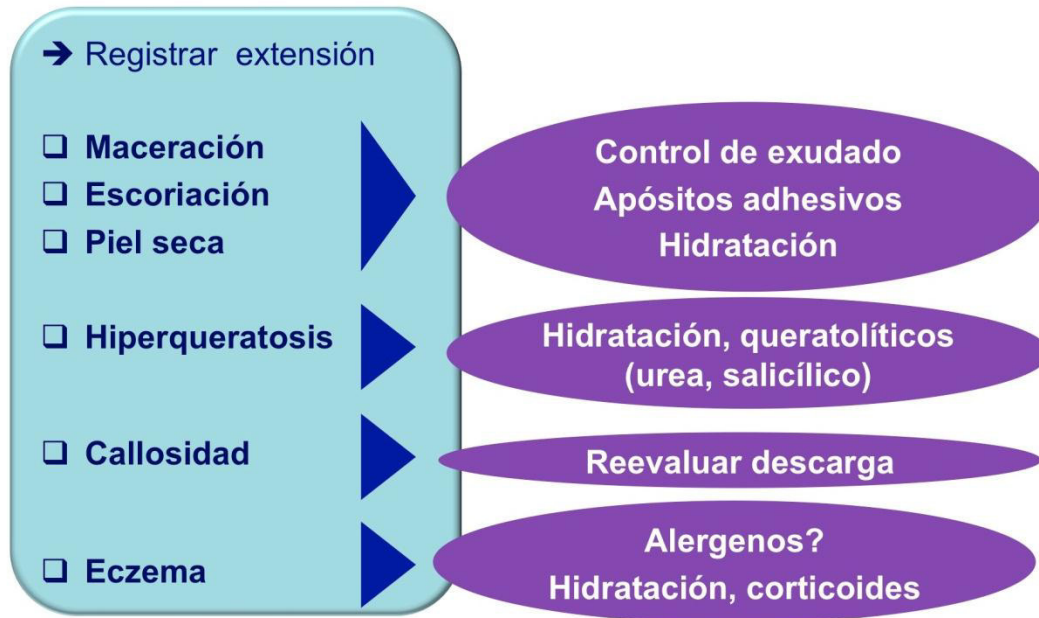 ➔ Registrar extensión
❑ Maceración
❑ Escoriación
❑ Piel seca
Control de exudado
Apósitos adhesivos
Hidratación
❑ Hiperqueratosis
Hidratación, queratolíticos
(urea, salicílico)
❑ Callosidad
Reevaluar descarga
❑ Eczema
Alergenos?
Hidratación, corticoides